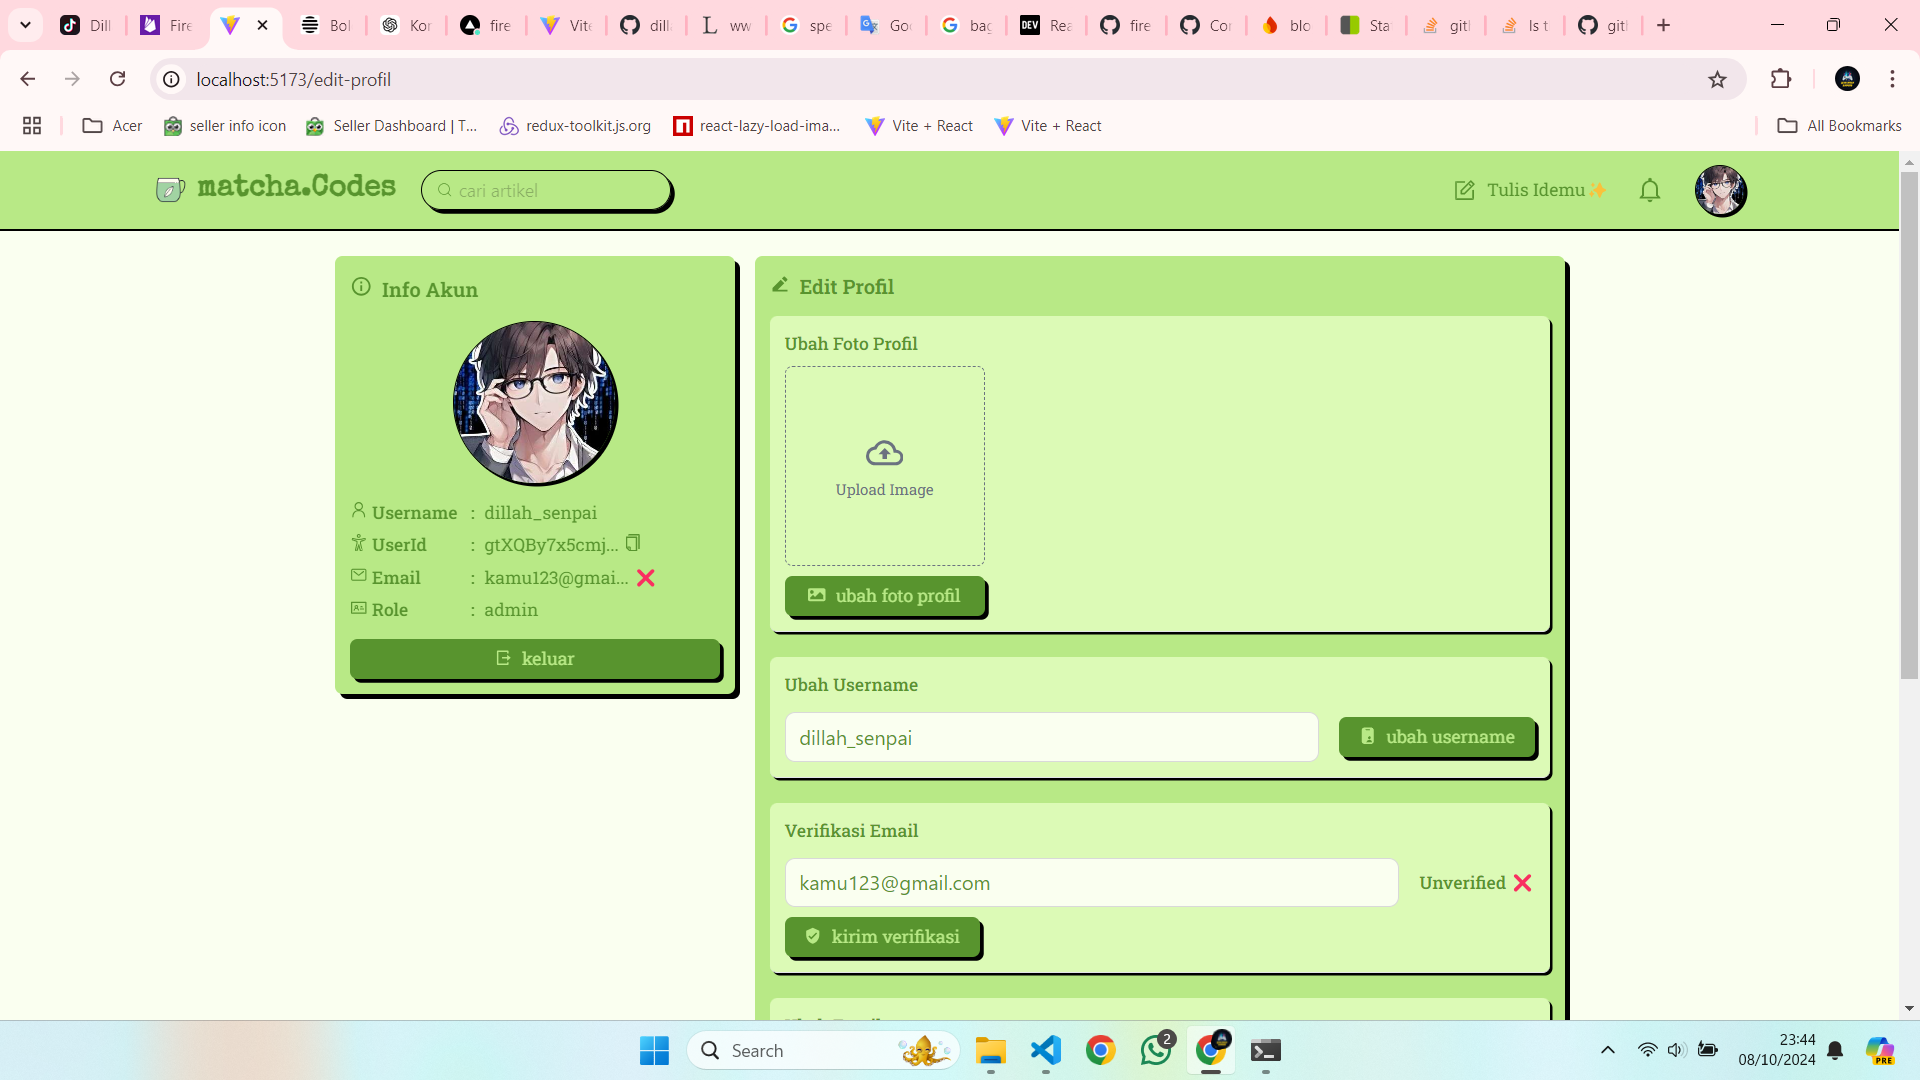 Dill
Fire
Bol
Kor
fire
Vite
dilla
ww
spe
Goo
bag
Rea
fire
Cor
blo
Sta
gitl
Is t
gitl
localhost:5173/edit-profil
Acer
seller info icon
Seller Dashboard | T...
redux-toolkit.js.org
react-lazy-load-ima...
Vite + React
Vite + React
All Bookmarks
matcha.Codes
cari artikel
Tulis Idemu✨
Info Akun
Username : dillah_senpai
UserId : gtXQBy7x5cmj...
Email : kamu123@gmai... ❌
Role : admin
keluar
Edit Profil
Ubah Foto Profil
Upload Image
ubah foto profil
Ubah Username
dillah_senpai
ubah username
Verifikasi Email
kamu123@gmail.com
Unverified ❌
kirim verifikasi
Search
2
23:44
08/10/2024
PRE